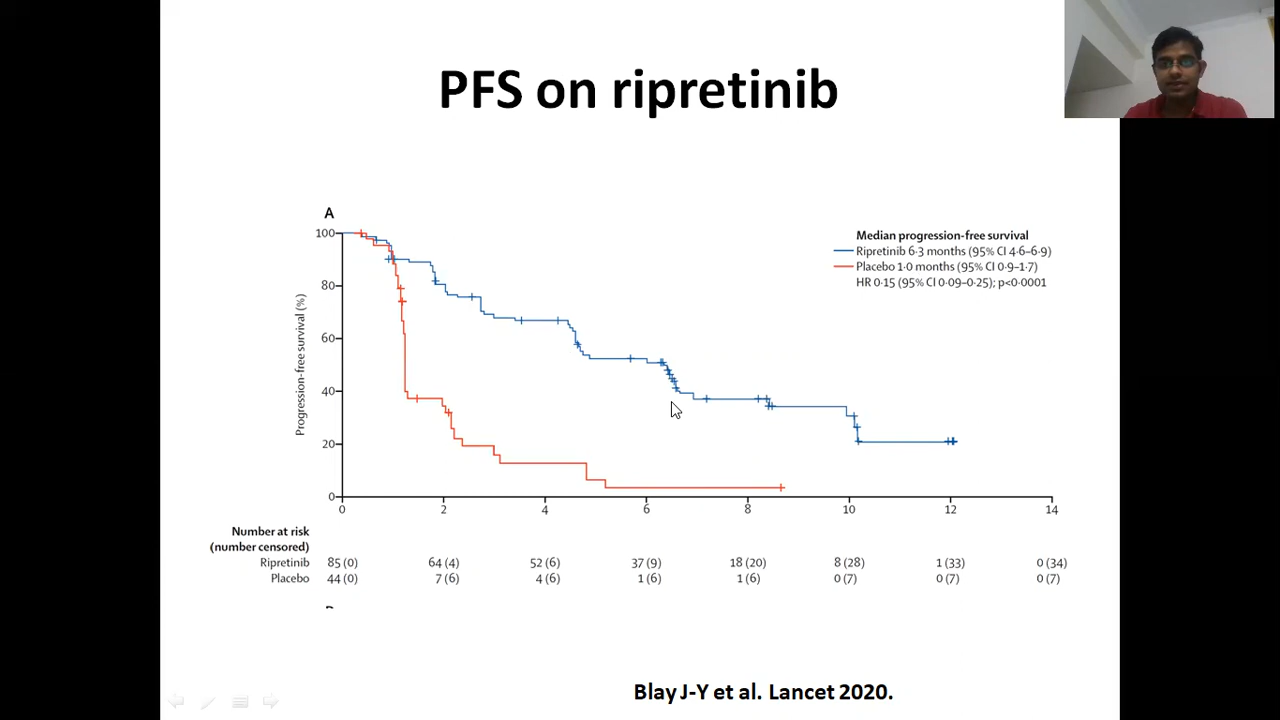 PFS on ripretinib
A
Median progression-free survival
Ripretinib 6·3 months (95% CI 4·6–6·9)
Placebo 1·0 months (95% CI 0·9–1·7)
HR 0·15 (95% CI 0·09–0·25); p<0·0001
Progression-free survival (%)
100
80
60
40
20
0
0 2 4 6 8 10 12 14
Number at risk
(number censored)
Ripretinib 85 (0) 64 (4) 52 (6) 37 (9) 18 (20) 8 (28) 1 (33) 0 (34)
Placebo 44 (0) 7 (6) 4 (6) 1 (6) 1 (6) 0 (7) 0 (7) 0 (7)
Blay J-Y et al. Lancet 2020.